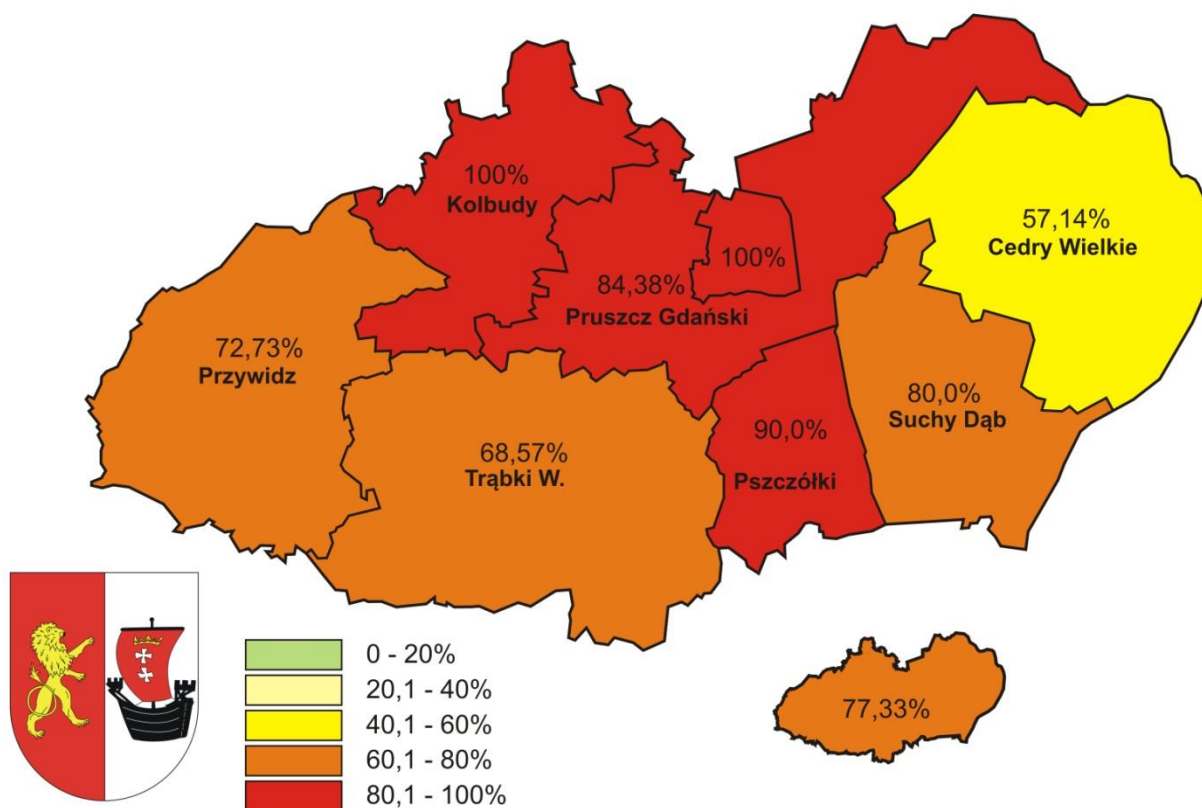 100%
Kolbudy
57,14%
Cedry Wielkie
100%
84,38%
Pruszcz Gdański
72,73%
Przywidz
80,0%
Suchy Dąb
68,57%
Trąbki W.
90,0%
Pszczółki
0 - 20%
20,1 - 40%
40,1 - 60%
60,1 - 80%
80,1 - 100%
77,33%